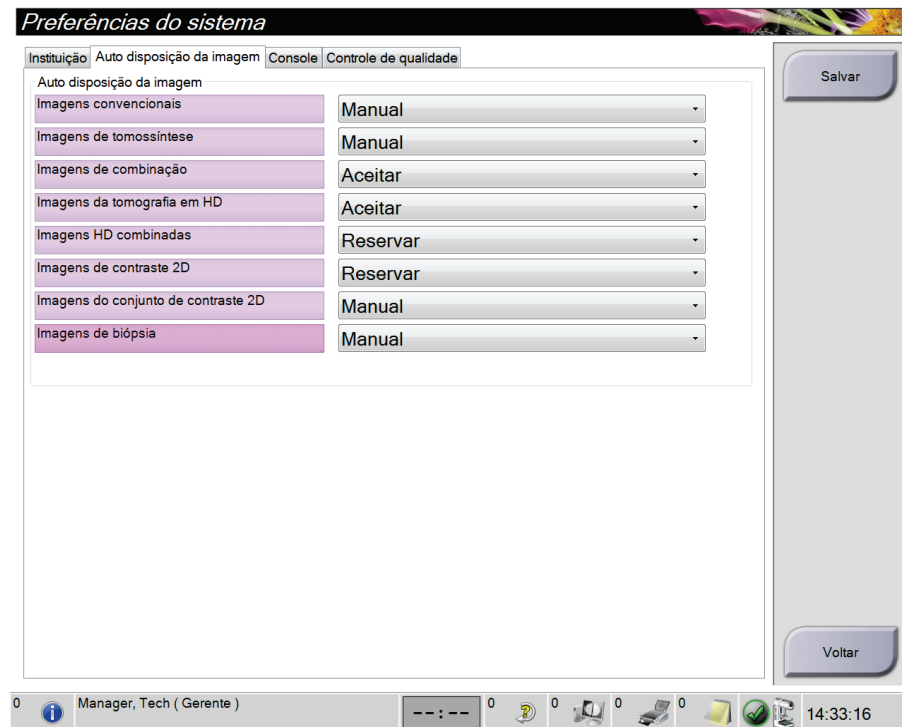 Preferências do sistema
Instituição Auto disposição da imagem Console Controle de qualidade
Salvar
Auto disposição da imagem
Imagens convencionais Manual
Imagens de tomossíntese Manual
Imagens de combinação Aceitar
Imagens da tomografia em HD Aceitar
Imagens HD combinadas Reservar
Imagens de contraste 2D Reservar
Imagens do conjunto de contraste 2D Manual
Imagens de biópsia Manual
Voltar
0 Manager, Tech ( Gerente ) --:-- 0 0 0 0 14:33:16